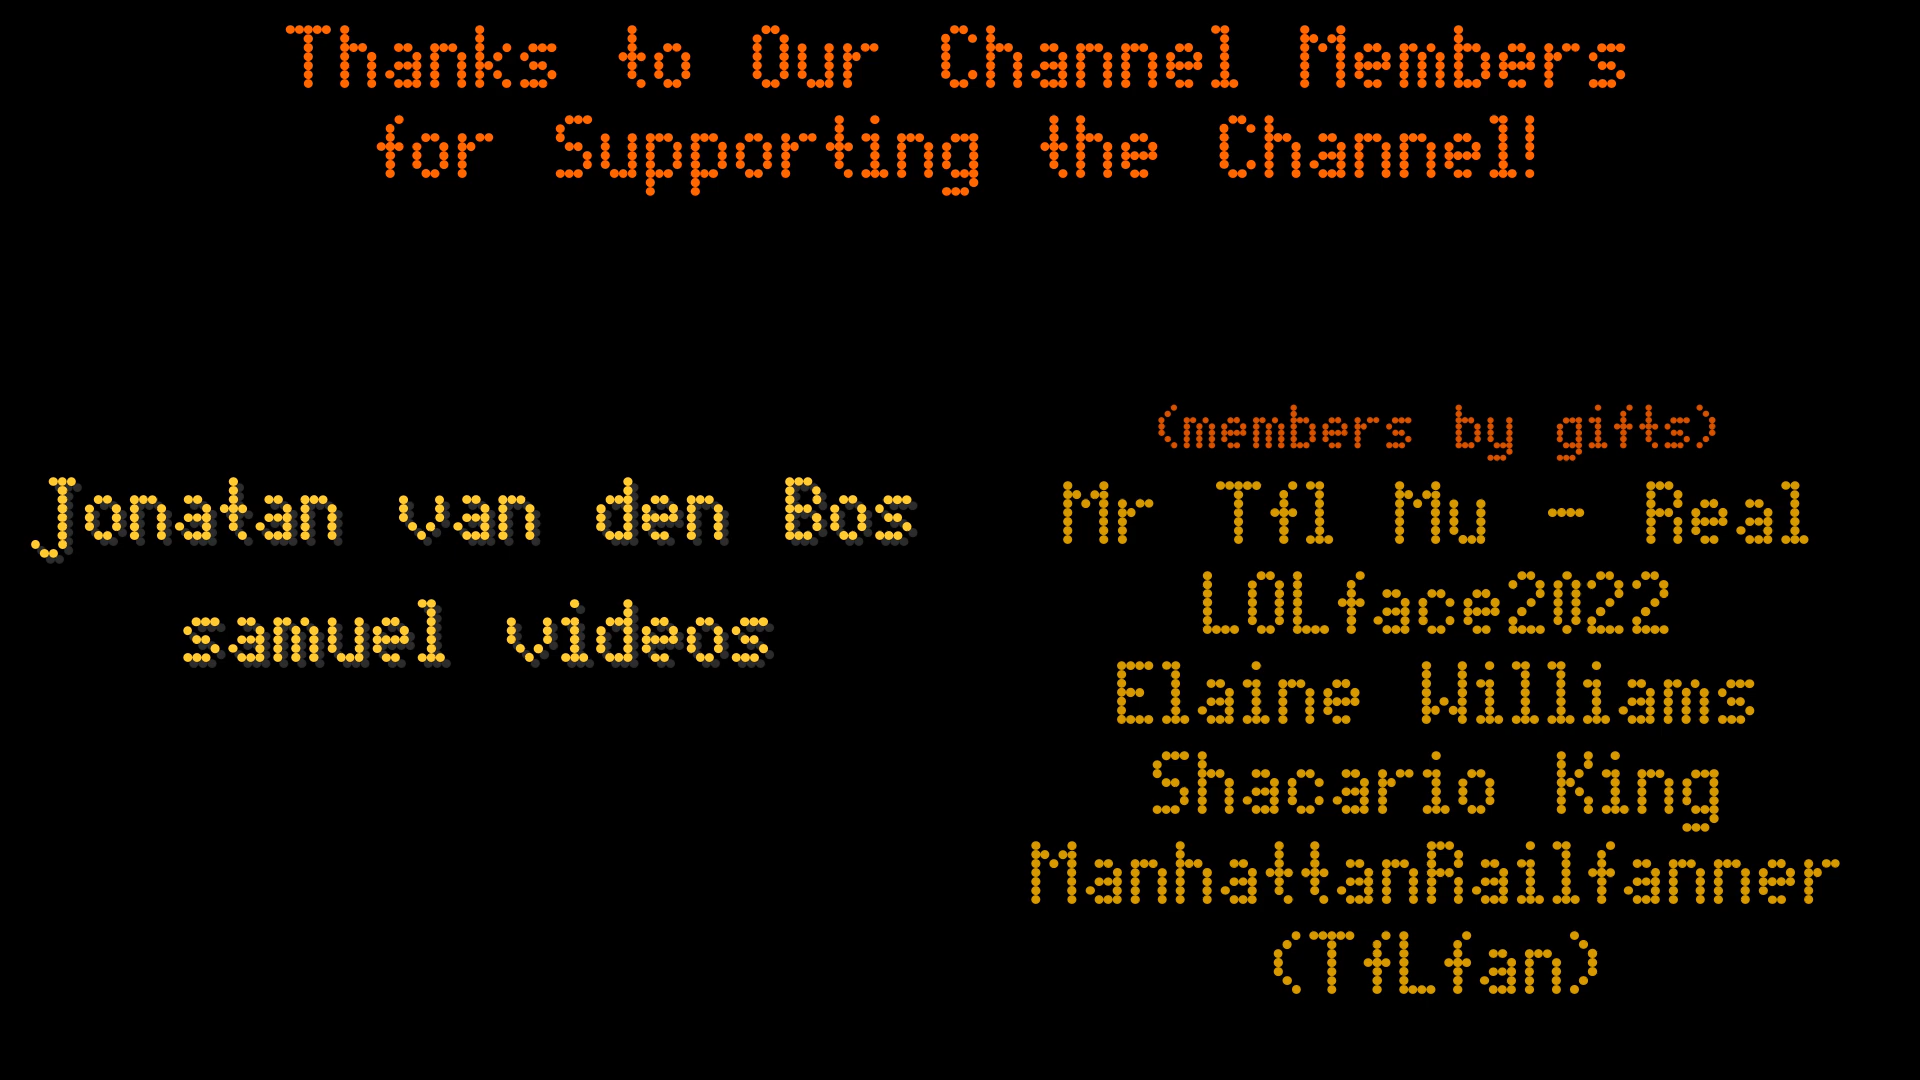 Thanks to Our Channel Members
for Supporting the Channel!
Jonatan van den Bos
samuel videos
(members by gifts)
Mr Tfl Mu - Real
LOLface2022
Elaine Williams
Shacario King
ManhattanRailfanner
(TfLfan)